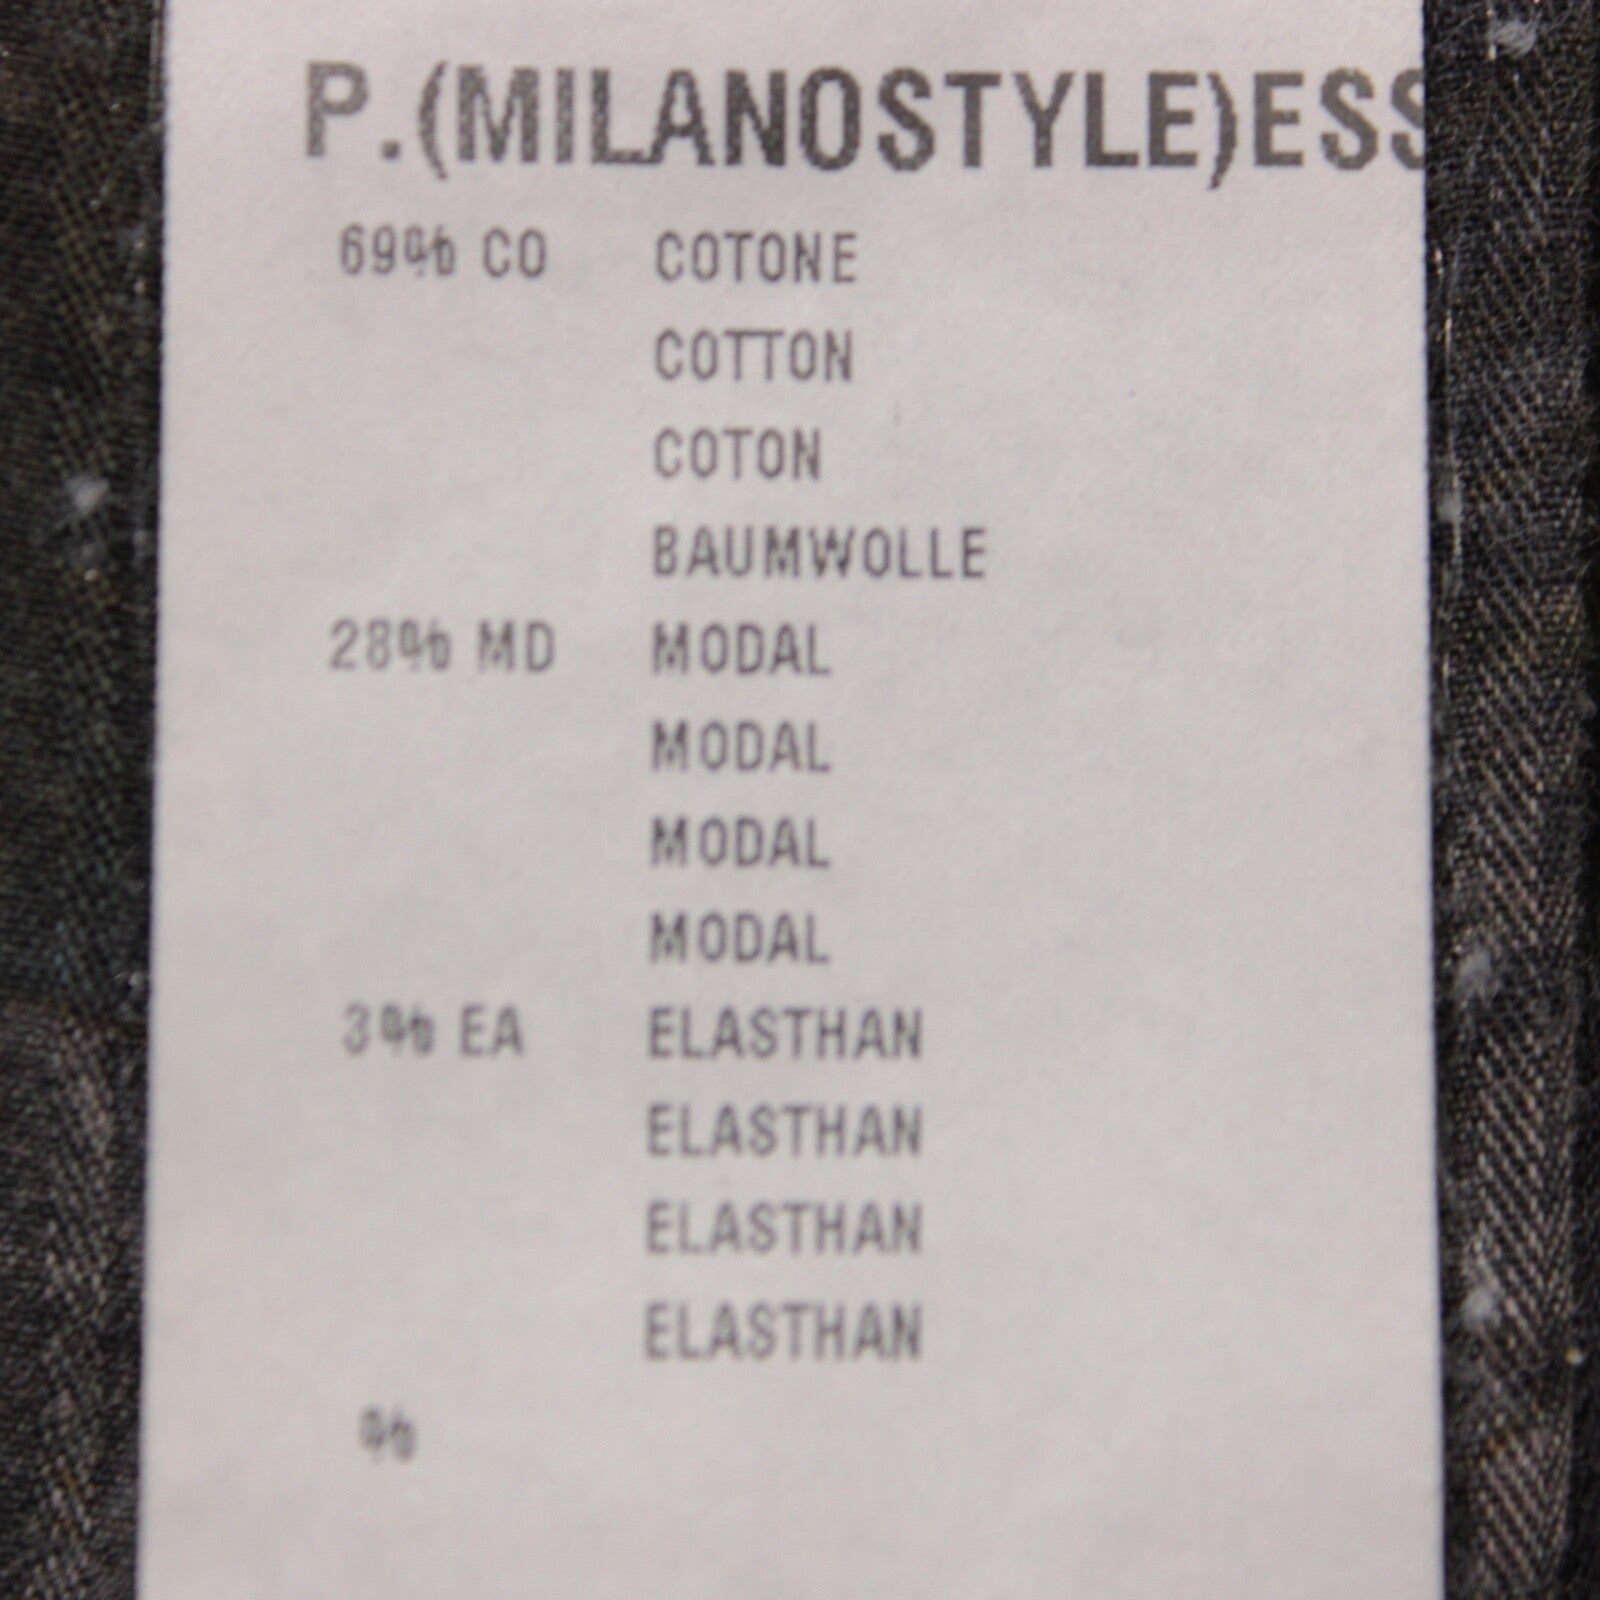 P.(MILANOSTYLE)ESS
69% CO COTONE
COTTON
COTON
BAUMWOLLE
28% MD MODAL
MODAL
MODAL
MODAL
3% EA ELASTHAN
ELASTHAN
ELASTHAN
ELASTHAN
%